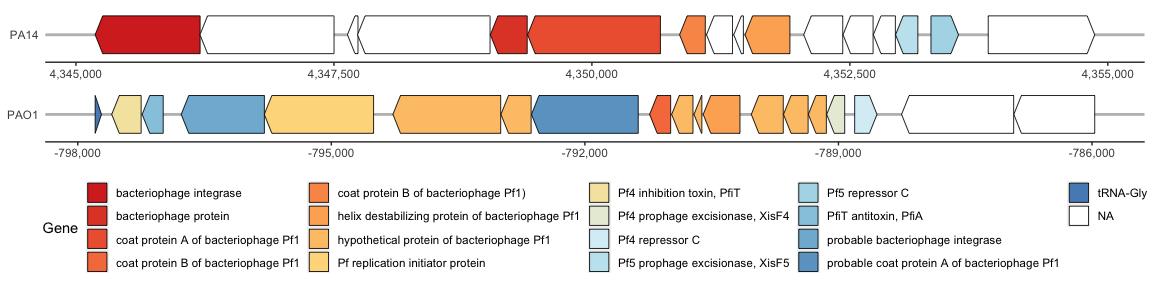 PA14
4,345,000 4,347,500 4,350,000 4,352,500 4,355,000
PAO1
-798,000 -795,000 -792,000 -789,000 -786,000
Gene
bacteriophage integrase
bacteriophage protein
coat protein A of bacteriophage Pf1
coat protein B of bacteriophage Pf1
coat protein B of bacteriophage Pf1)
helix destabilizing protein of bacteriophage Pf1
hypothetical protein of bacteriophage Pf1
Pf replication initiator protein
Pf4 inhibition toxin, PfiT
Pf4 prophage excisionase, XisF4
Pf4 repressor C
Pf5 prophage excisionase, XisF5
Pf5 repressor C
PfiT antitoxin, PfiA
probable bacteriophage integrase
probable coat protein A of bacteriophage Pf1
tRNA-Gly
NA